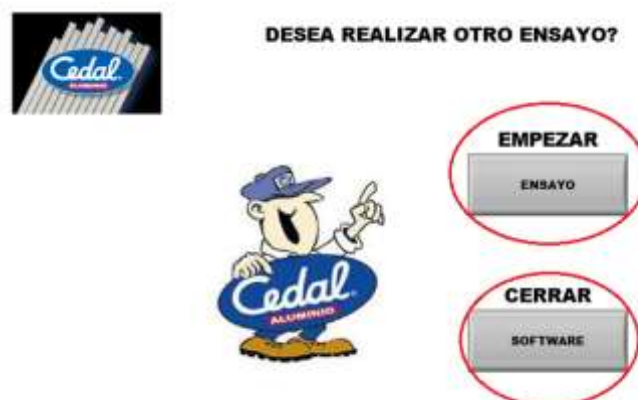 Cedal
ALUMINIO
DESEA REALIZAR OTRO ENSAYO?
EMPEZAR
ENSAYO
Cedal
ALUMINIO
CERRAR
SOFTWARE